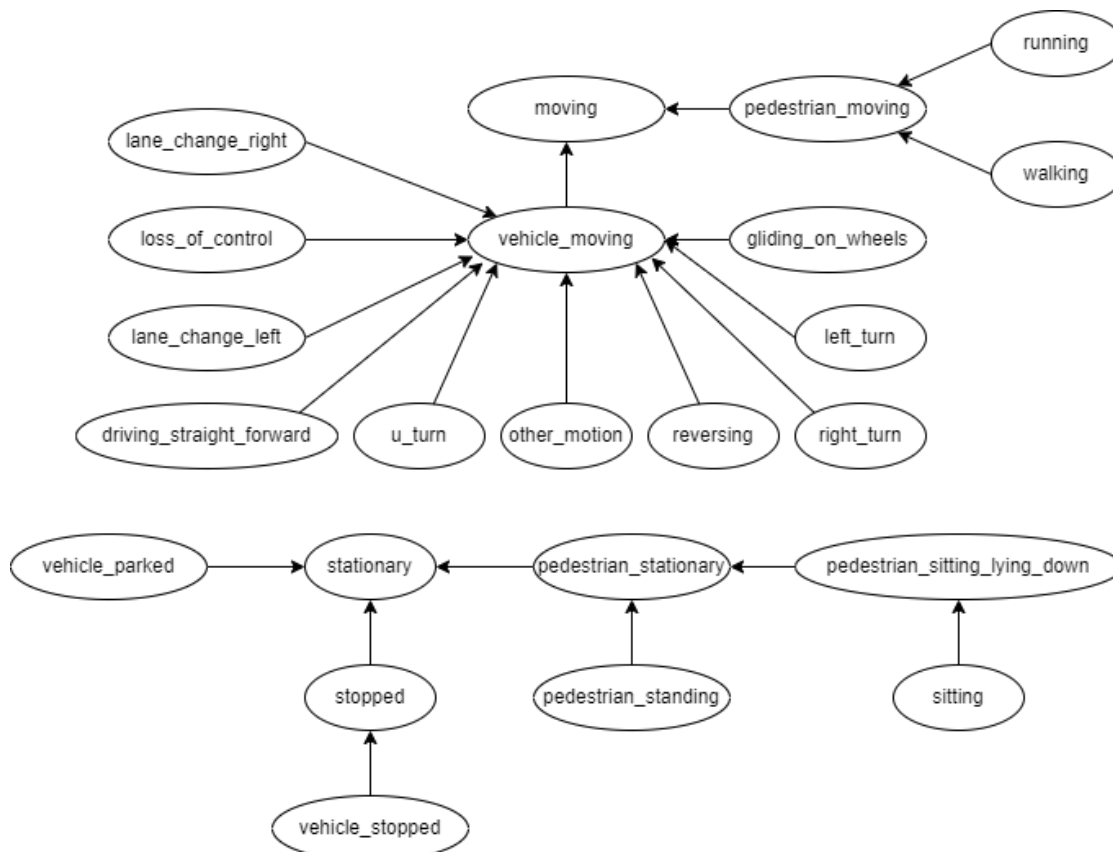 running
moving
pedestrian_moving
lane_change_right
walking
loss_of_control
vehicle_moving
gliding_on_wheels
lane_change_left
left_turn
driving_straight_forward
u_turn
other_motion
reversing
right_turn
vehicle_parked
stationary
pedestrian_stationary
pedestrian_sitting_lying_down
stopped
pedestrian_standing
sitting
vehicle_stopped